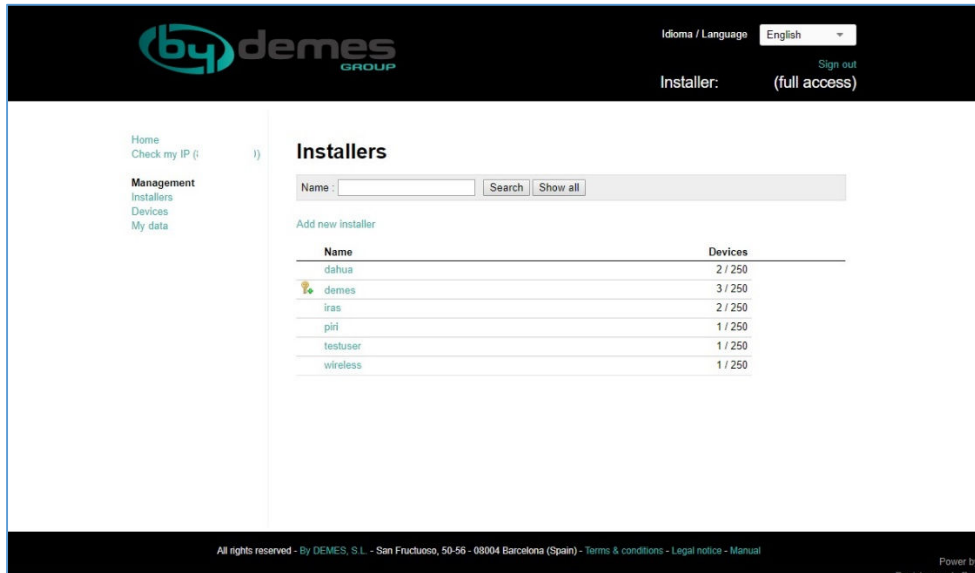 by demes
GROUP
Idioma / Language English
Sign out
Installer: (full access)
Home
Check my IP ( )
Management
Installers
Devices
My data
Installers
Name : Search Show all
Add new installer
Name Devices
dahua 2 / 250
demes 3 / 250
iras 2 / 250
piri 1 / 250
testuser 1 / 250
wireless 1 / 250
All rights reserved - By DEMES, S.L. - San Fructuoso, 50-56 - 08004 Barcelona (Spain) - Terms & conditions - Legal notice - Manual
Power